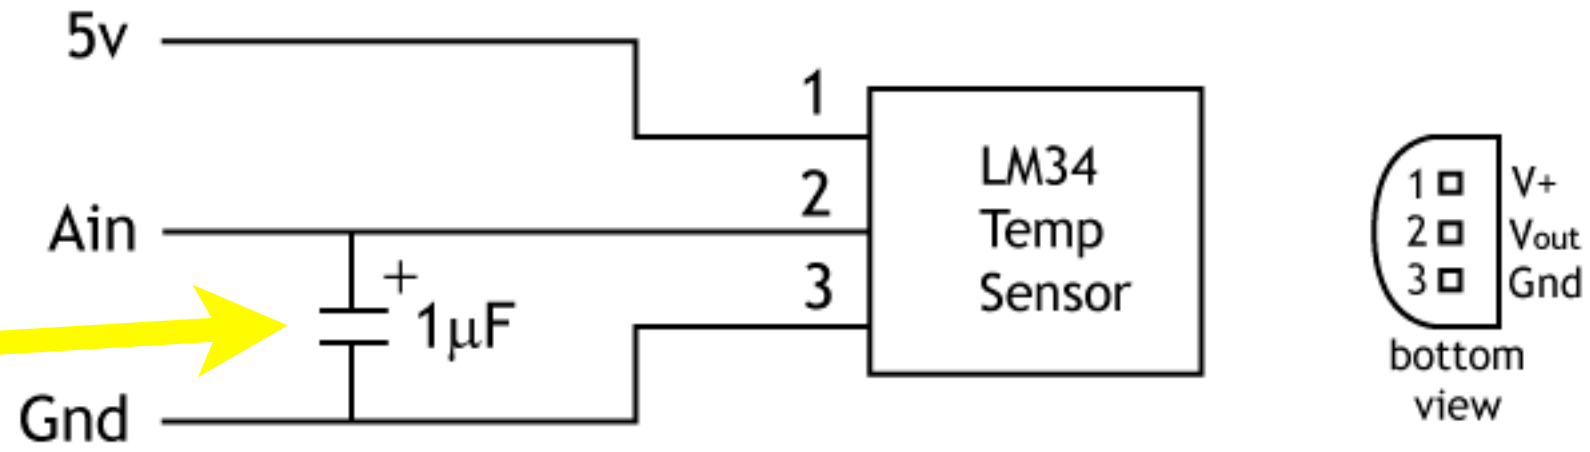 5v
1
2
Ain
3
+
1µF
Gnd
LM34
Temp
Sensor
1 V+
2 Vout
3 Gnd
bottom
view